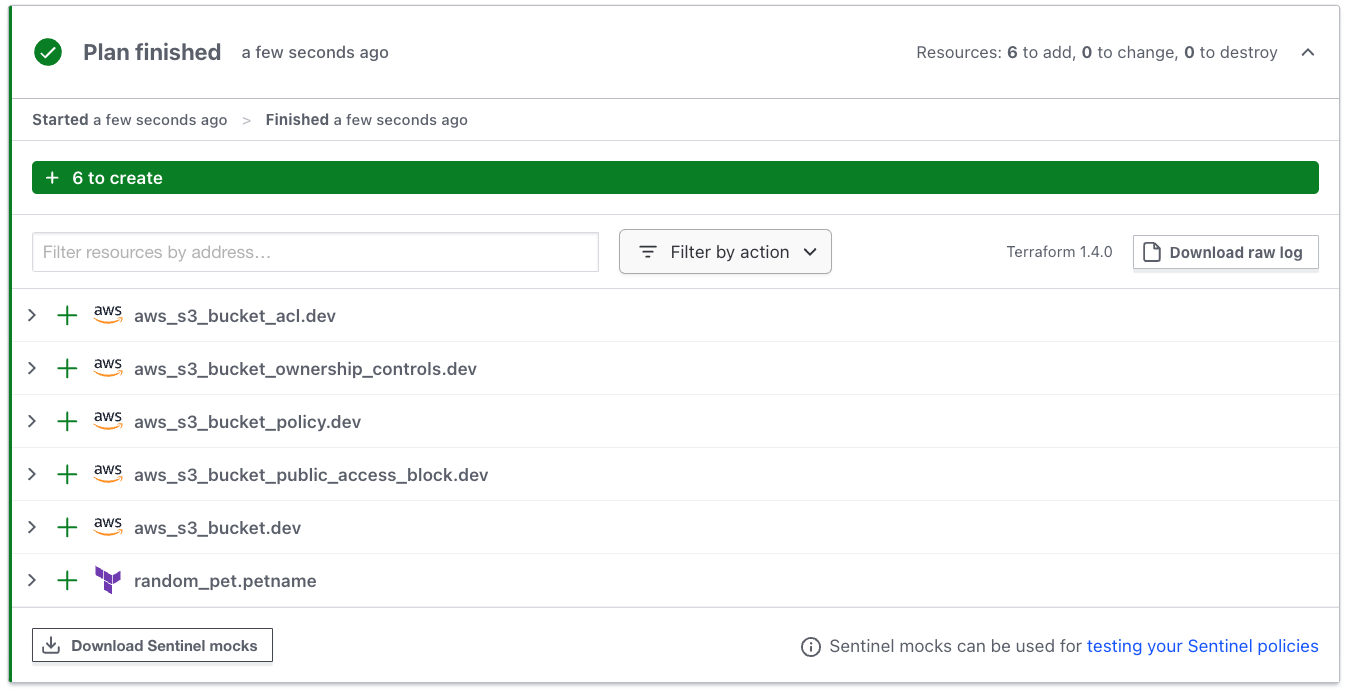 Plan finished a few seconds ago Resources: 6 to add, 0 to change, 0 to destroy
Started a few seconds ago > Finished a few seconds ago
+ 6 to create
Filter resources by address... Filter by action Terraform 1.4.0 Download raw log
aws aws_s3_bucket_acl.dev
aws aws_s3_bucket_ownership_controls.dev
aws aws_s3_bucket_policy.dev
aws aws_s3_bucket_public_access_block.dev
aws aws_s3_bucket.dev
random_pet.petname
Download Sentinel mocks Sentinel mocks can be used for testing your Sentinel policies